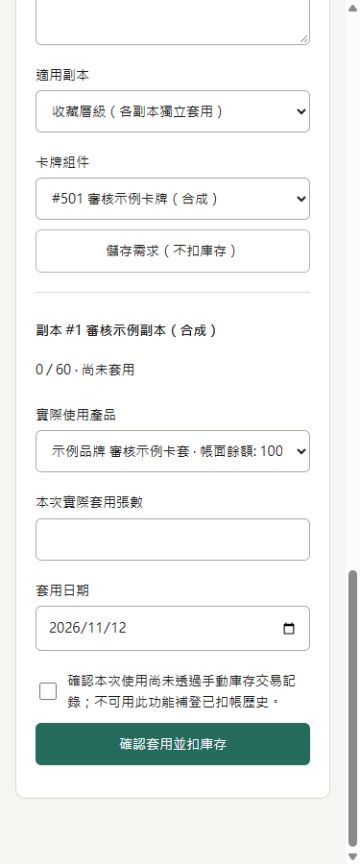 適用副本
收藏層級（各副本獨立套用）
卡牌組件
#501 審核示例卡牌（合成）
儲存需求（不扣庫存）
副本 #1 審核示例副本（合成）
0 / 60 · 尚未套用
實際使用產品
示例品牌 審核示例卡套 · 帳面餘額: 100
本次實際套用張數
套用日期
2026/11/12
確認本次使用尚未透過手動庫存交易記
錄；不可用此功能補登已扣帳歷史。
確認套用並扣庫存